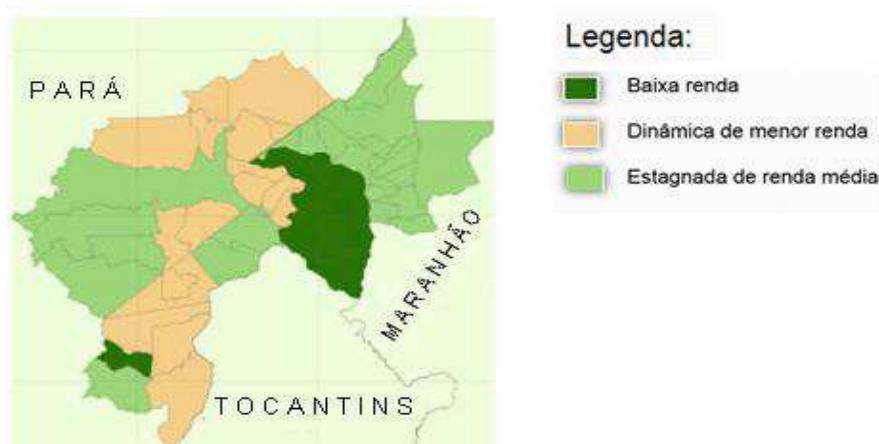 PARÁ
MARANHÃO
TOCANTINS
Legenda:
Baixa renda
Dinâmica de menor renda
Estagnada de renda média